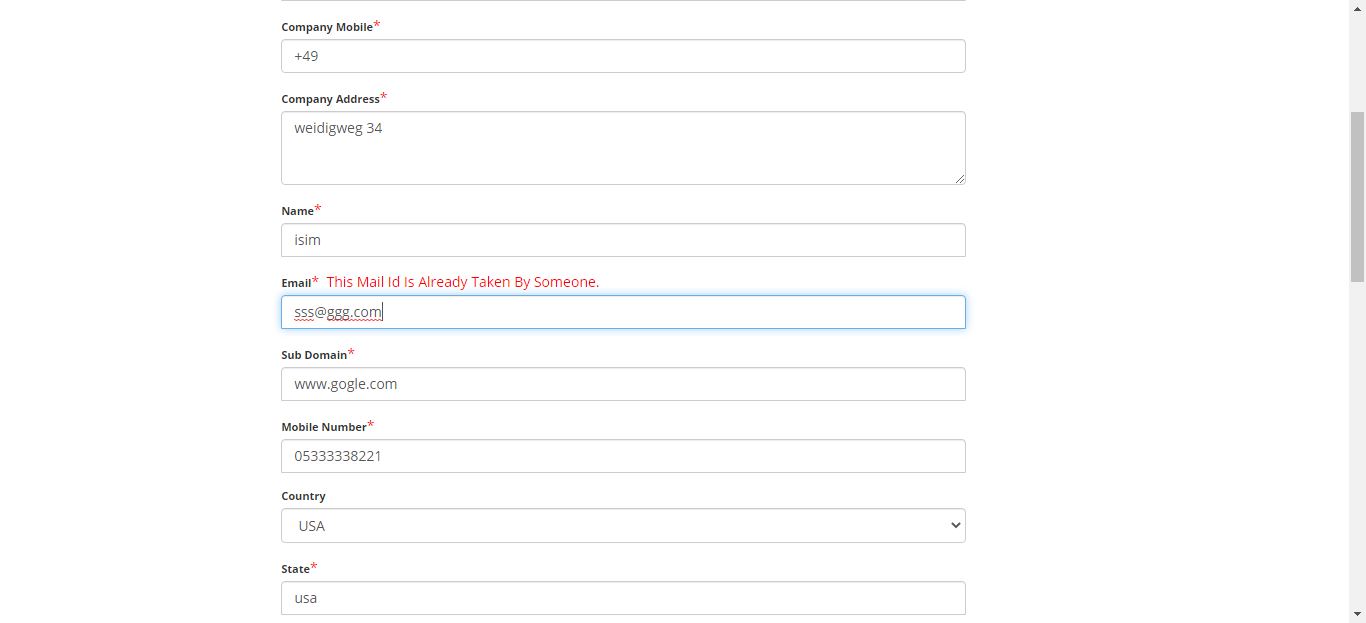 Company Mobile*
+49
Company Address*
weidigweg 34
Name*
isim
Email* This Mail Id Is Already Taken By Someone.
sss@ggg.com
Sub Domain*
www.gogle.com
Mobile Number*
05333338221
Country
USA
State*
usa